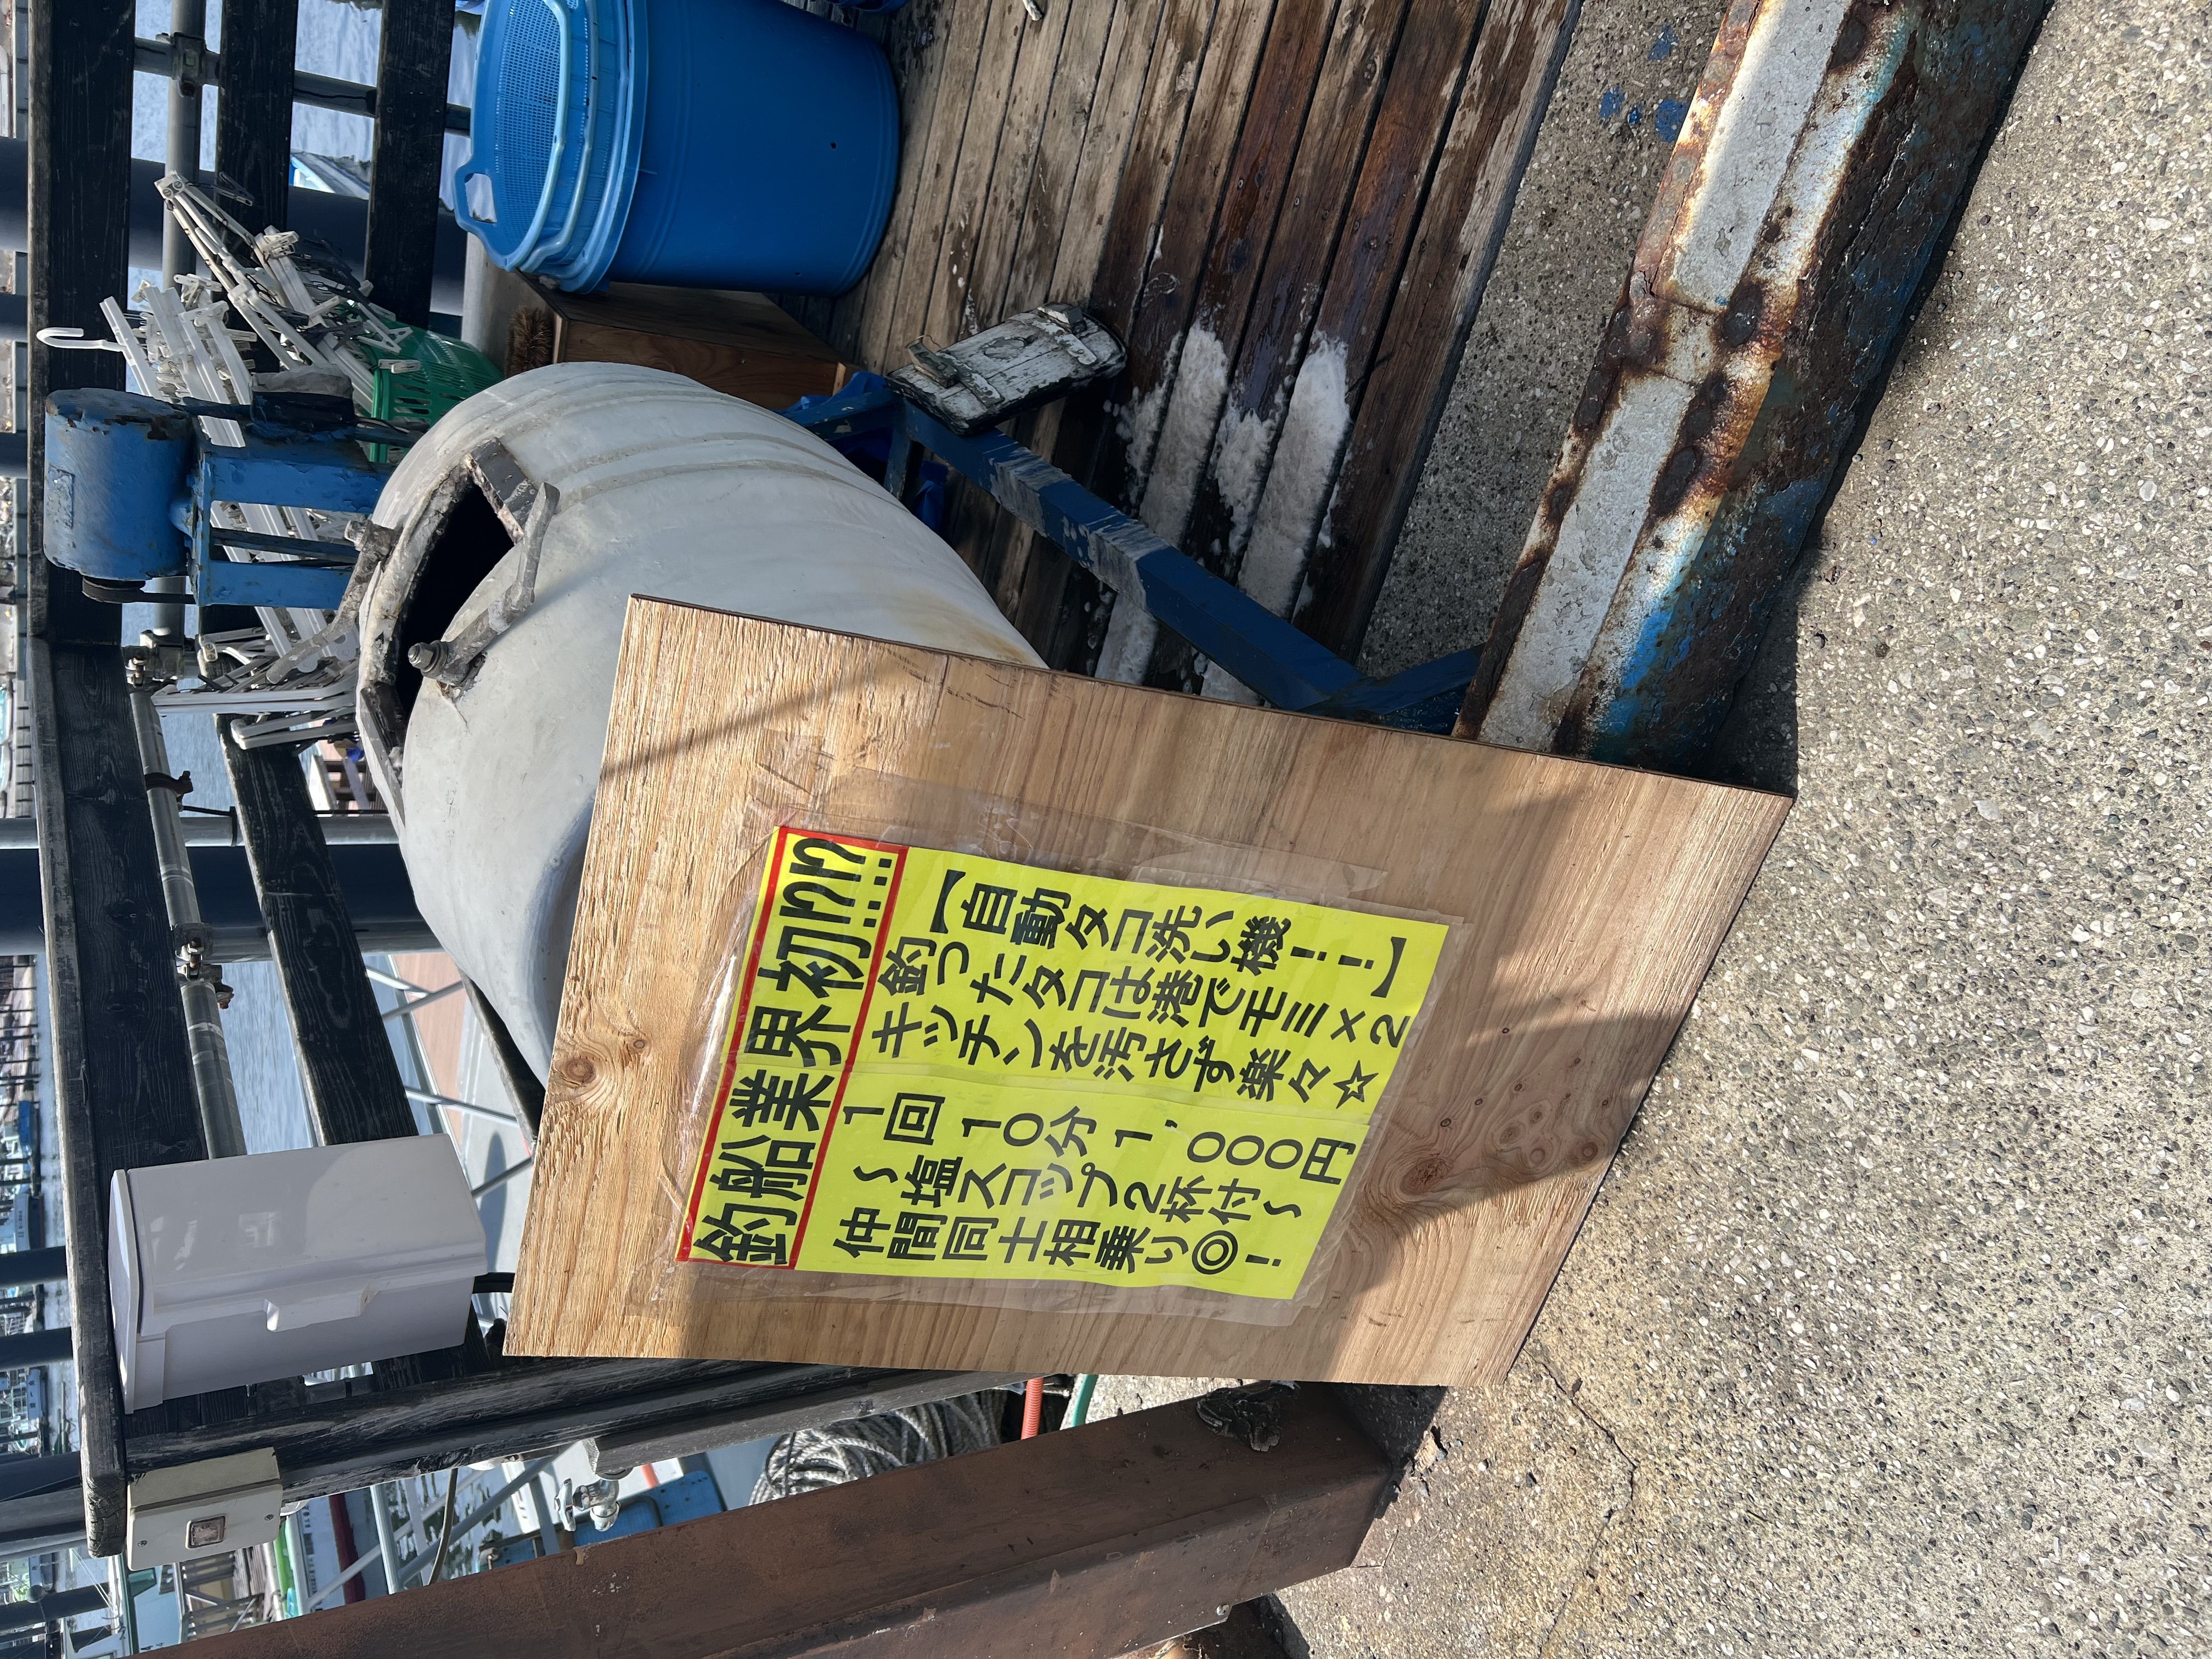 釣船業界初!?!?
【自動タコ洗い機！！】
釣ったタコは港でモミ×2
キッチンを汚さず楽々☆
1回10分1,000円
～塩スコップ2杯付～
仲間同士相乗り◎！